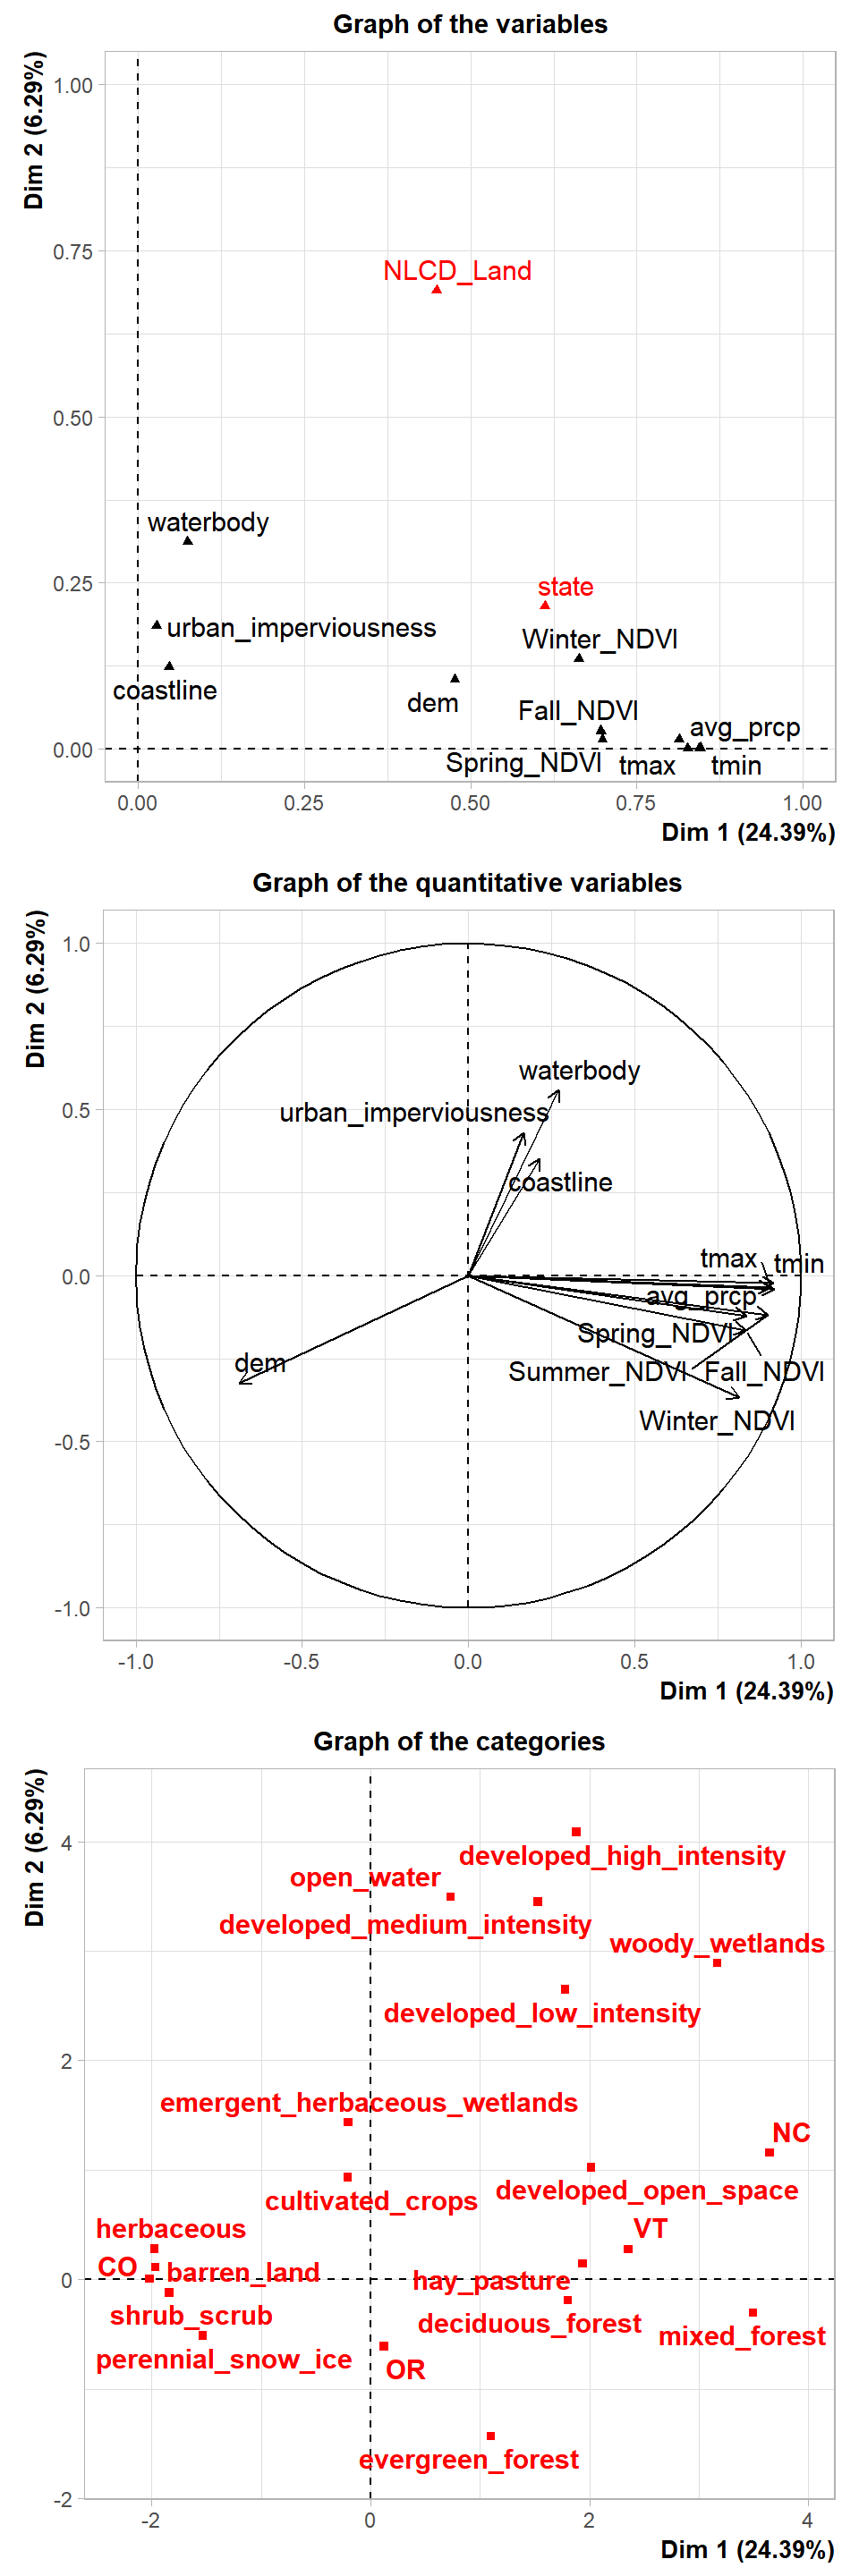 Graph of the variables
Dim 2 (6.29%)
1.00
0.75
0.50
0.25
0.00
NLCD_Land
waterbody
state
urban_imperviousness
Winter_NDVI
coastline
dem
Fall_NDVI
avg_prcp
Spring_NDVI
tmax
tmin
0.00
0.25
0.50
0.75
1.00
Dim 1 (24.39%)
Graph of the quantitative variables
Dim 2 (6.29%)
1.0
0.5
0.0
-0.5
-1.0
waterbody
urban_imperviousness
coastline
tmax
tmin
avg_prcp
Spring_NDVI
dem
Summer_NDVI
Fall_NDVI
Winter_NDVI
-1.0
-0.5
0.0
0.5
1.0
Dim 1 (24.39%)
Graph of the categories
Dim 2 (6.29%)
4
2
0
-2
developed_high_intensity
open_water
developed_medium_intensity
woody_wetlands
developed_low_intensity
emergent_herbaceous_wetlands
NC
developed_open_space
cultivated_crops
herbaceous
VT
CO
barren_land
hay_pasture
shrub_scrub
deciduous_forest
mixed_forest
perennial_snow_ice
OR
evergreen_forest
-2
0
2
4
Dim 1 (24.39%)